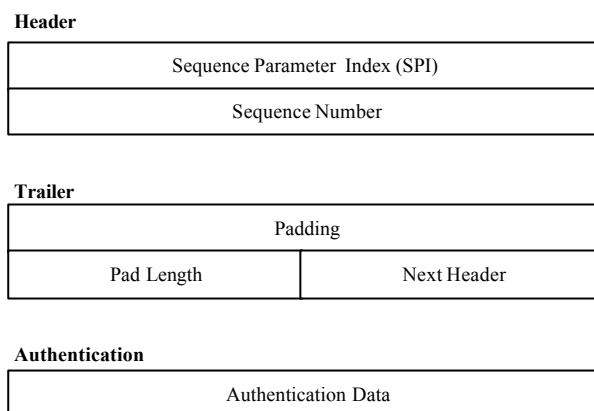 Header
Sequence Parameter Index (SPI)
Sequence Number
Trailer
Padding
Pad Length
Next Header
Authentication
Authentication Data